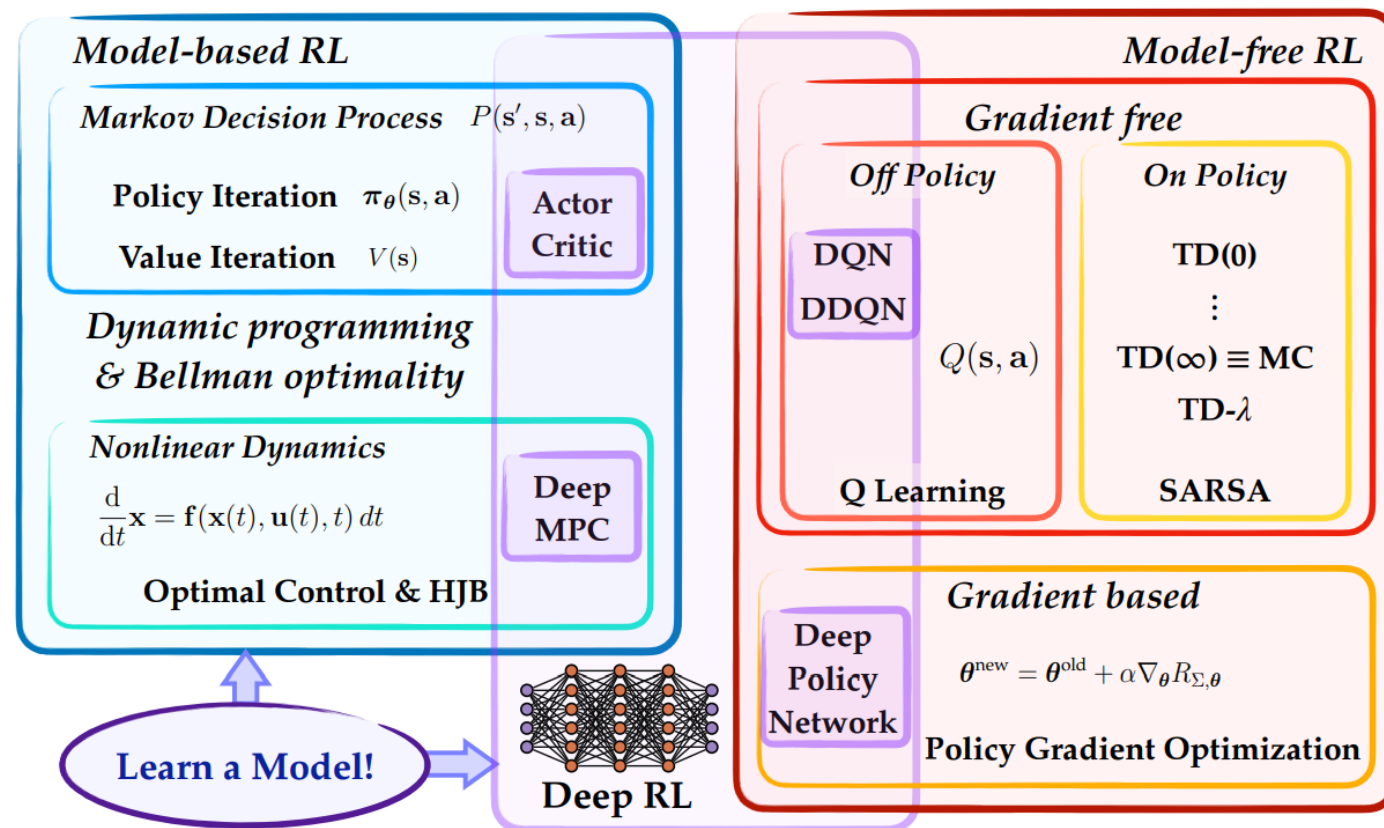 Model-based RL
Markov Decision Process P(s′, s, a)
Policy Iteration π_θ(s, a)
Value Iteration V(s)
Actor
Critic
Dynamic programming
& Bellman optimality
Nonlinear Dynamics
d/dt x = f(x(t), u(t), t) dt
Optimal Control & HJB
Deep
MPC
Learn a Model!
Deep RL
Model-free RL
Gradient free
Off Policy
DQN
DDQN
Q(s, a)
Q Learning
On Policy
TD(0)
⋮
TD(∞) ≡ MC
TD-λ
SARSA
Gradient based
Deep
Policy
Network
θ^new = θ^old + α∇_θ R_Σ,θ
Policy Gradient Optimization